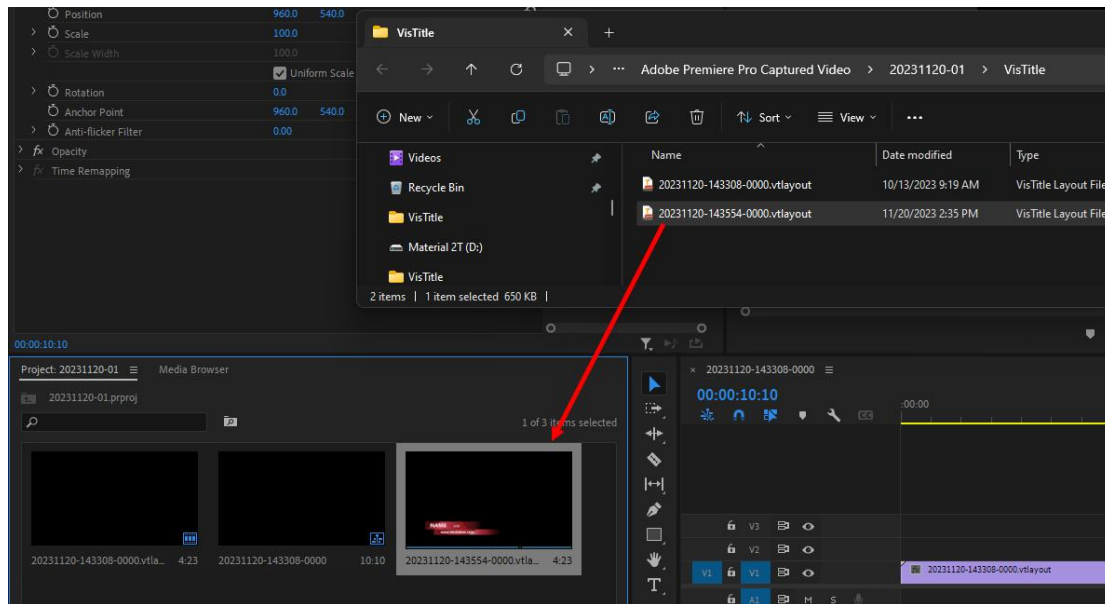 Position 960.0 540.0
Scale 100.0
Scale Width 100.0
Uniform Scale
Rotation 0.0
Anchor Point 960.0 540.0
Anti-flicker Filter 0.00
fx Opacity
fx Time Remapping
00:00:10:10
VisTitle
Adobe Premiere Pro Captured Video > 20231120-01 > VisTitle
New Sort View
Videos
Recycle Bin
VisTitle
Material 2T (D:)
VisTitle
Name Date modified Type
20231120-143308-0000.vtlayout 10/13/2023 9:19 AM VisTitle Layout File
20231120-143554-0000.vtlayout 11/20/2023 2:35 PM VisTitle Layout File
2 items | 1 item selected 650 KB |
Project: 20231120-01 Media Browser
20231120-01.prproj
1 of 3 items selected
NAME
20231120-143308-0000.vtla... 4:23
20231120-143308-0000 10:10
20231120-143554-0000.vtla... 4:23
× 20231120-143308-0000
00:00:10:10
:00:00
V3
V2
V1 V1
A1 M S
20231120-143308-0000.vtlayout
T